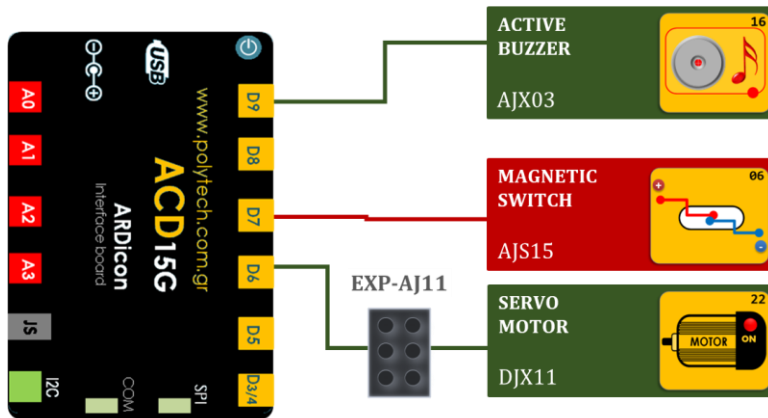 USB
A0
A1
A2
A3
JS
I2C
COM
SPI
www.polytech.com.gr
ACD15G
ARDicon
Interface board
D9
D8
D7
D6
D5
D3/4
EXP-AJ11
ACTIVE
BUZZER
AJX03
16
MAGNETIC
SWITCH
AJS15
06
+
-
SERVO
MOTOR
DJX11
22
MOTOR
ON